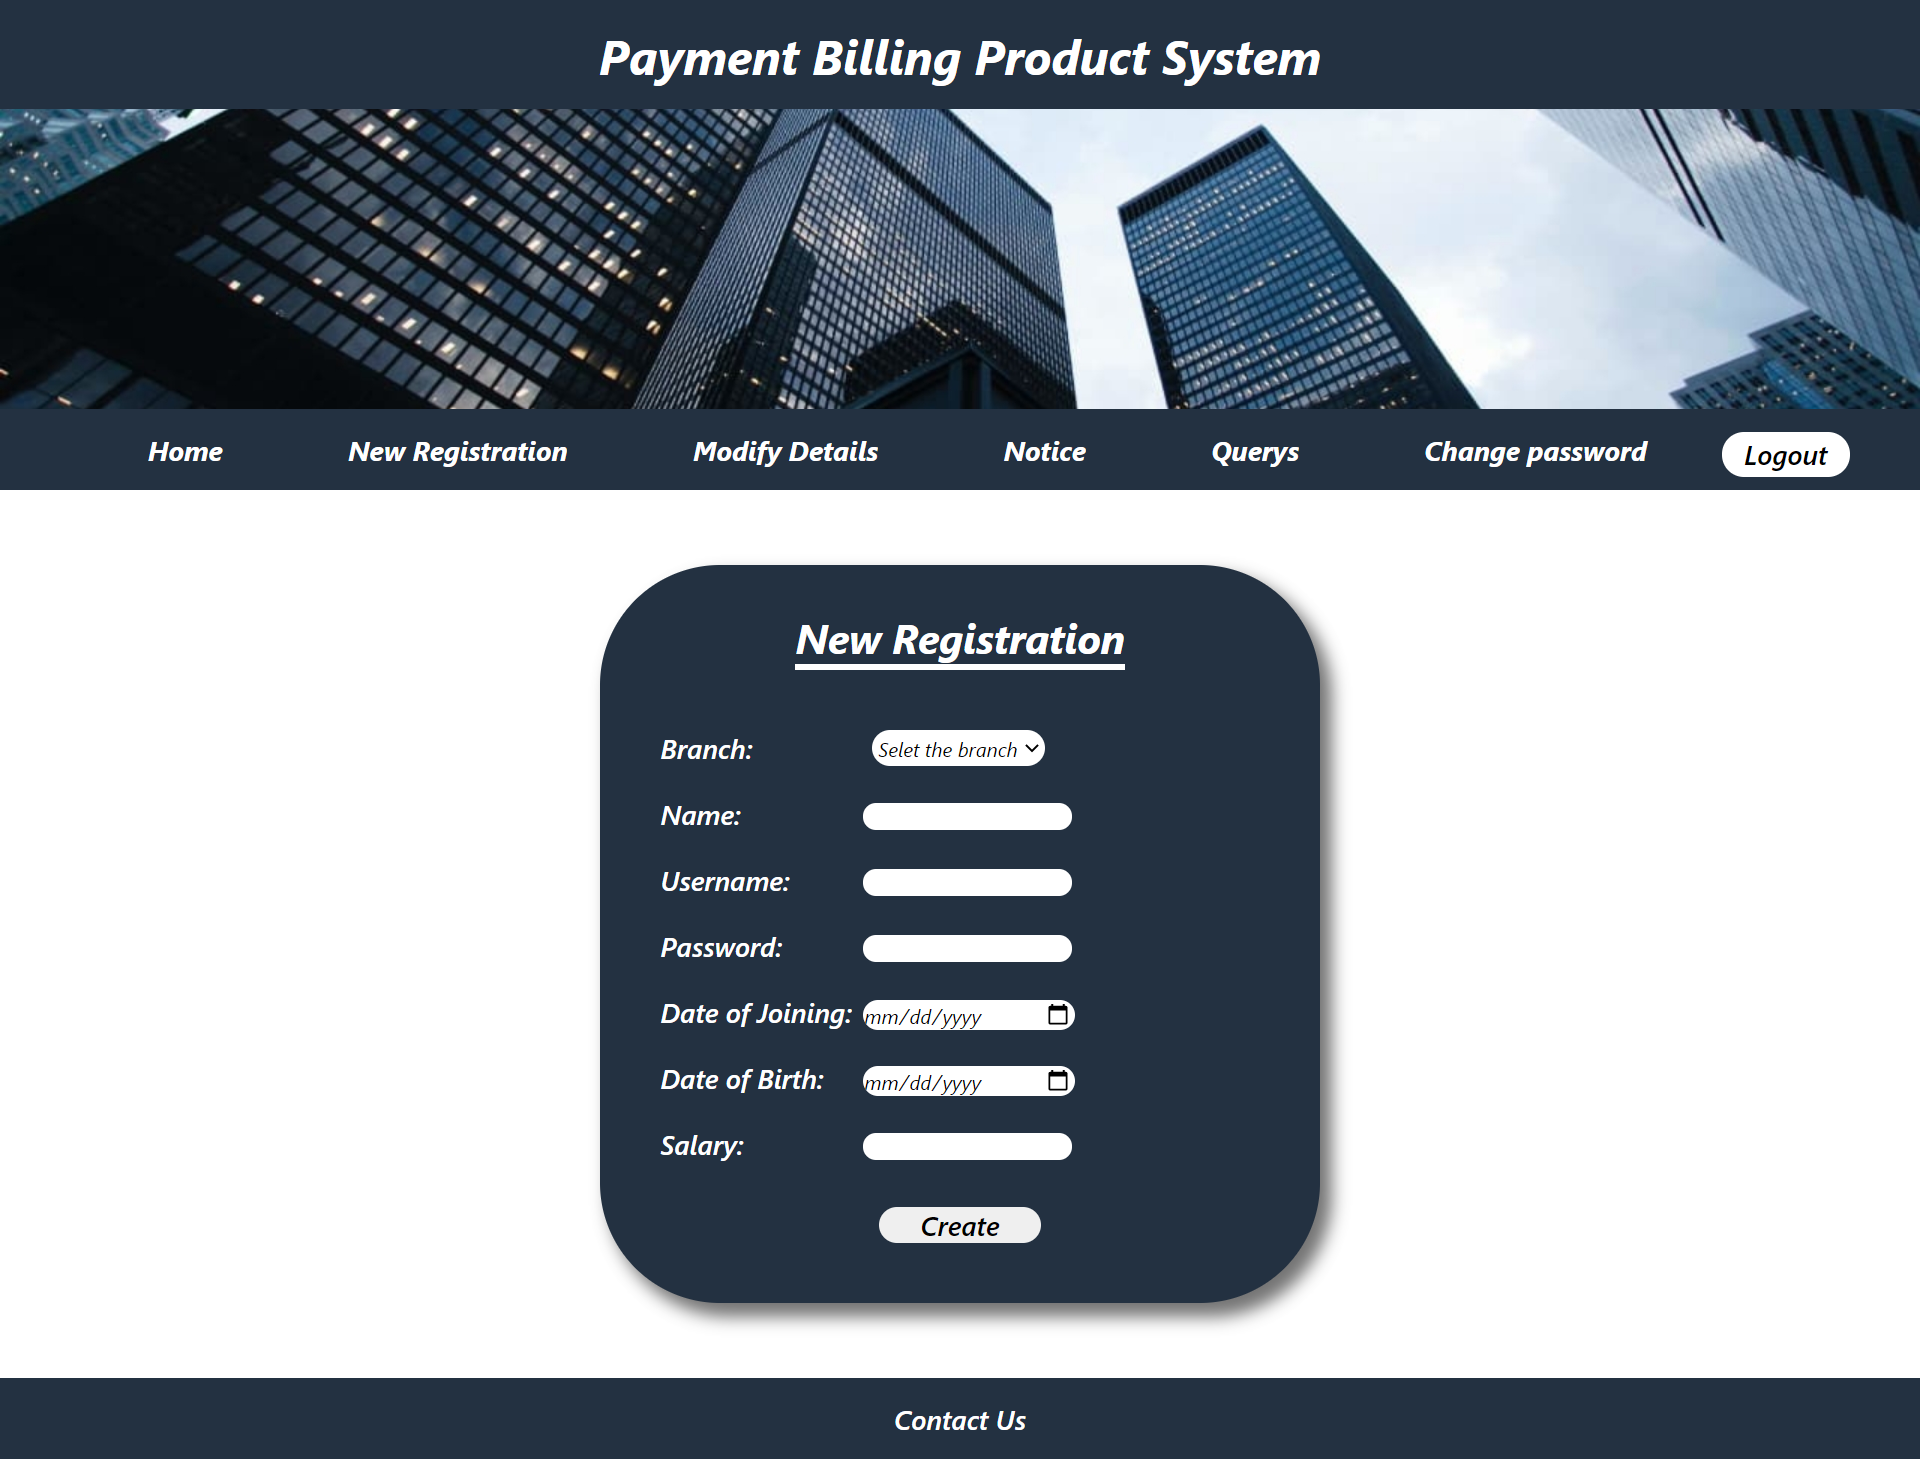 Payment Billing Product System
Home New Registration Modify Details Notice Querys Change password Logout
New Registration
Branch: Selet the branch
Name:
Username:
Password:
Date of Joining: mm/dd/yyyy
Date of Birth: mm/dd/yyyy
Salary:
Create
Contact Us